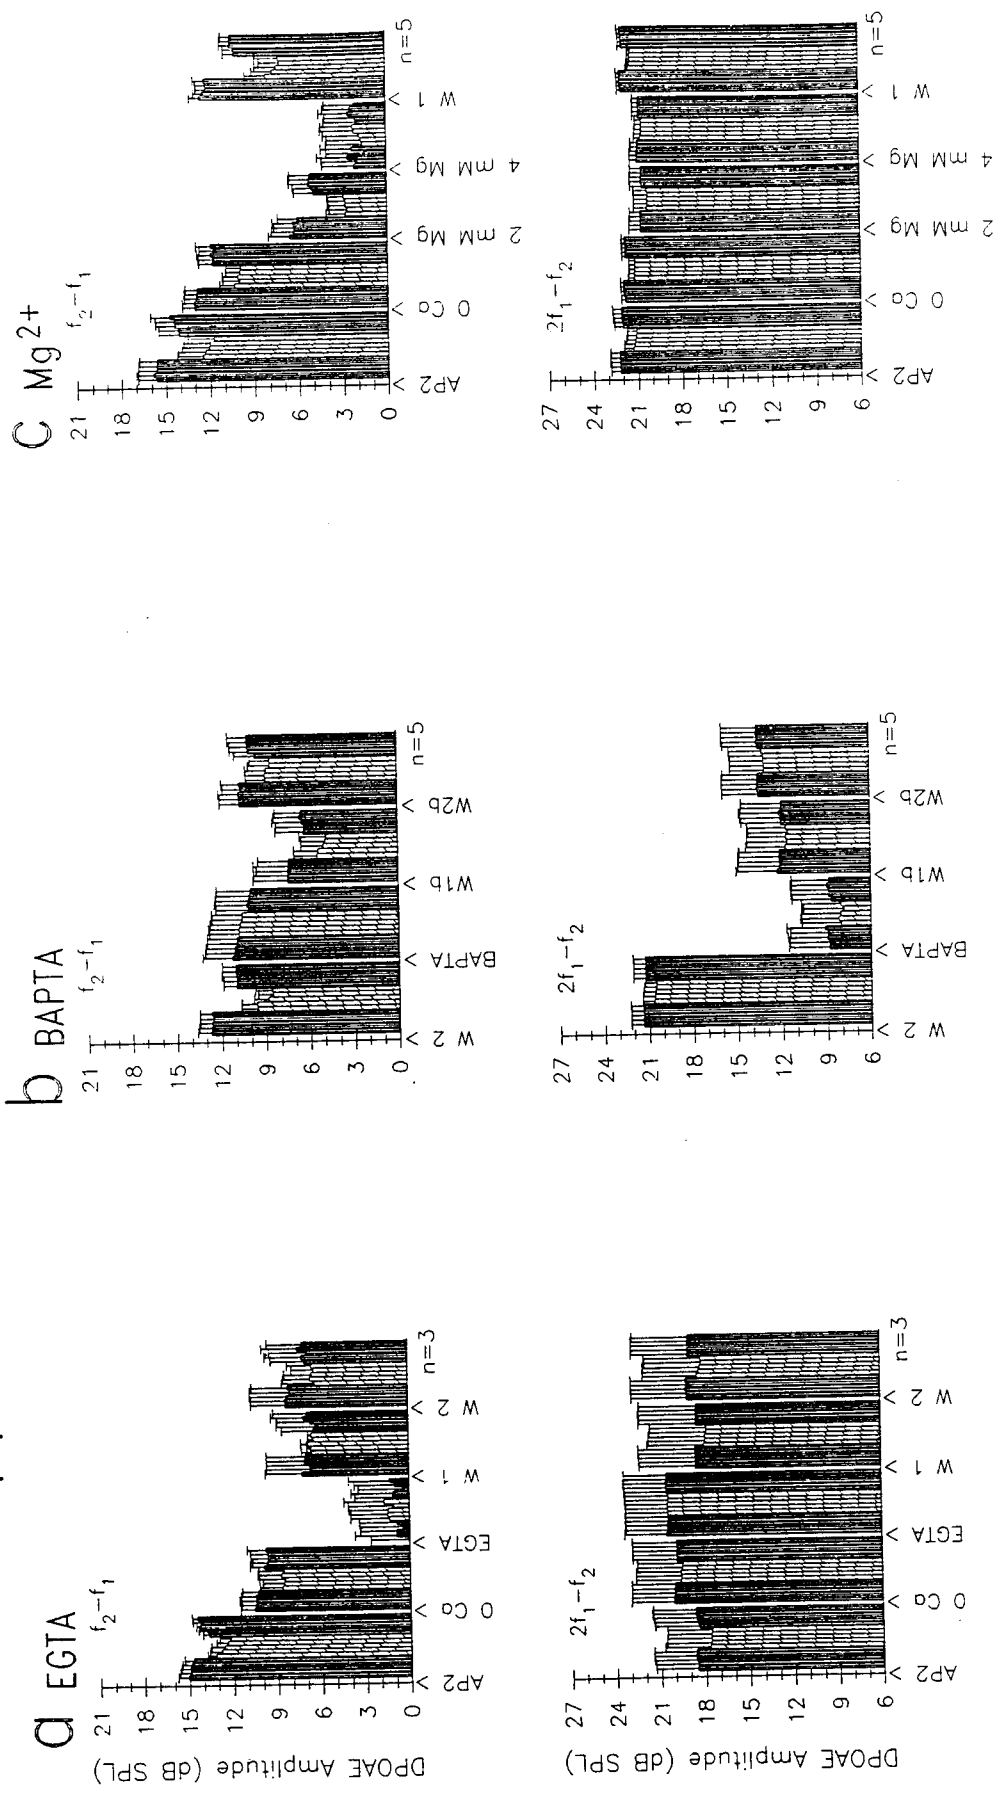 a EGTA
f2-f1
DPOAE Amplitude (dB SPL)
21
18
15
12
9
6
3
0
AP2
0 Ca
EGTA
W 1
W 2
n=3
2f1-f2
DPOAE Amplitude (dB SPL)
27
24
21
18
15
12
9
6
AP2
0 Ca
EGTA
W 1
W 2
n=3
b BAPTA
f2-f1
21
18
15
12
9
6
3
0
W 2
BAPTA
W1b
W2b
n=5
2f1-f2
27
24
21
18
15
12
9
6
W 2
BAPTA
W1b
W2b
n=5
c Mg2+
f2-f1
21
18
15
12
9
6
3
0
AP2
0 Ca
2 mM Mg
4 mM Mg
W 1
n=5
2f1-f2
27
24
21
18
15
12
9
6
AP2
0 Ca
2 mM Mg
4 mM Mg
W 1
n=5